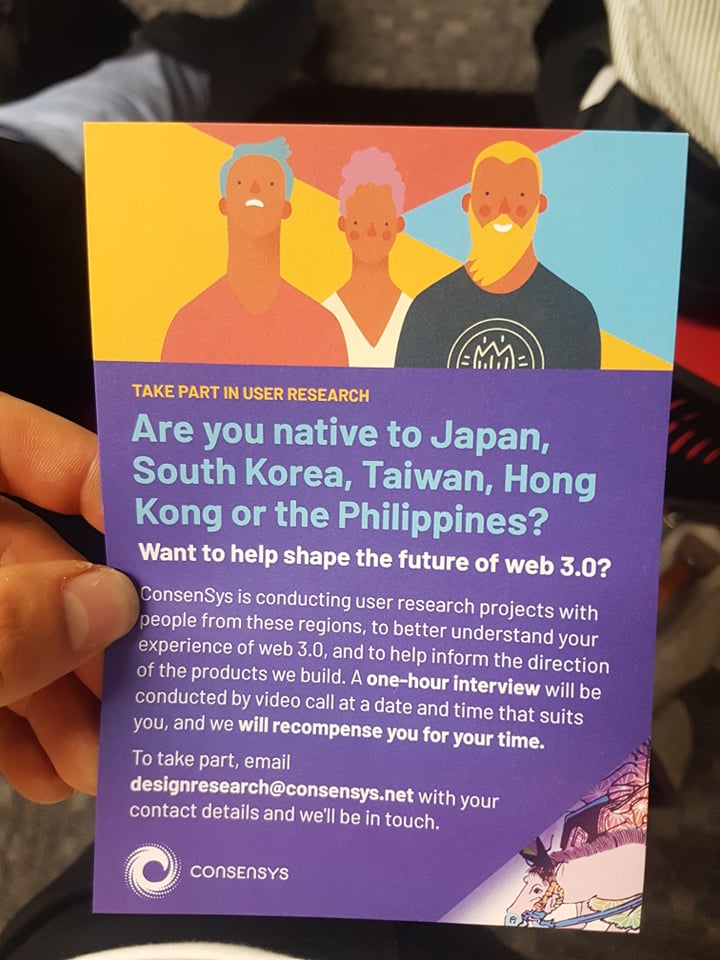 TAKE PART IN USER RESEARCH
Are you native to Japan,
South Korea, Taiwan, Hong
Kong or the Philippines?
Want to help shape the future of web 3.0?
ConsenSys is conducting user research projects with
people from these regions, to better understand your
experience of web 3.0, and to help inform the direction
of the products we build. A one-hour interview will be
conducted by video call at a date and time that suits
you, and we will recompense you for your time.
To take part, email
designresearch@consensys.net with your
contact details and we'll be in touch.
CONSENSYS